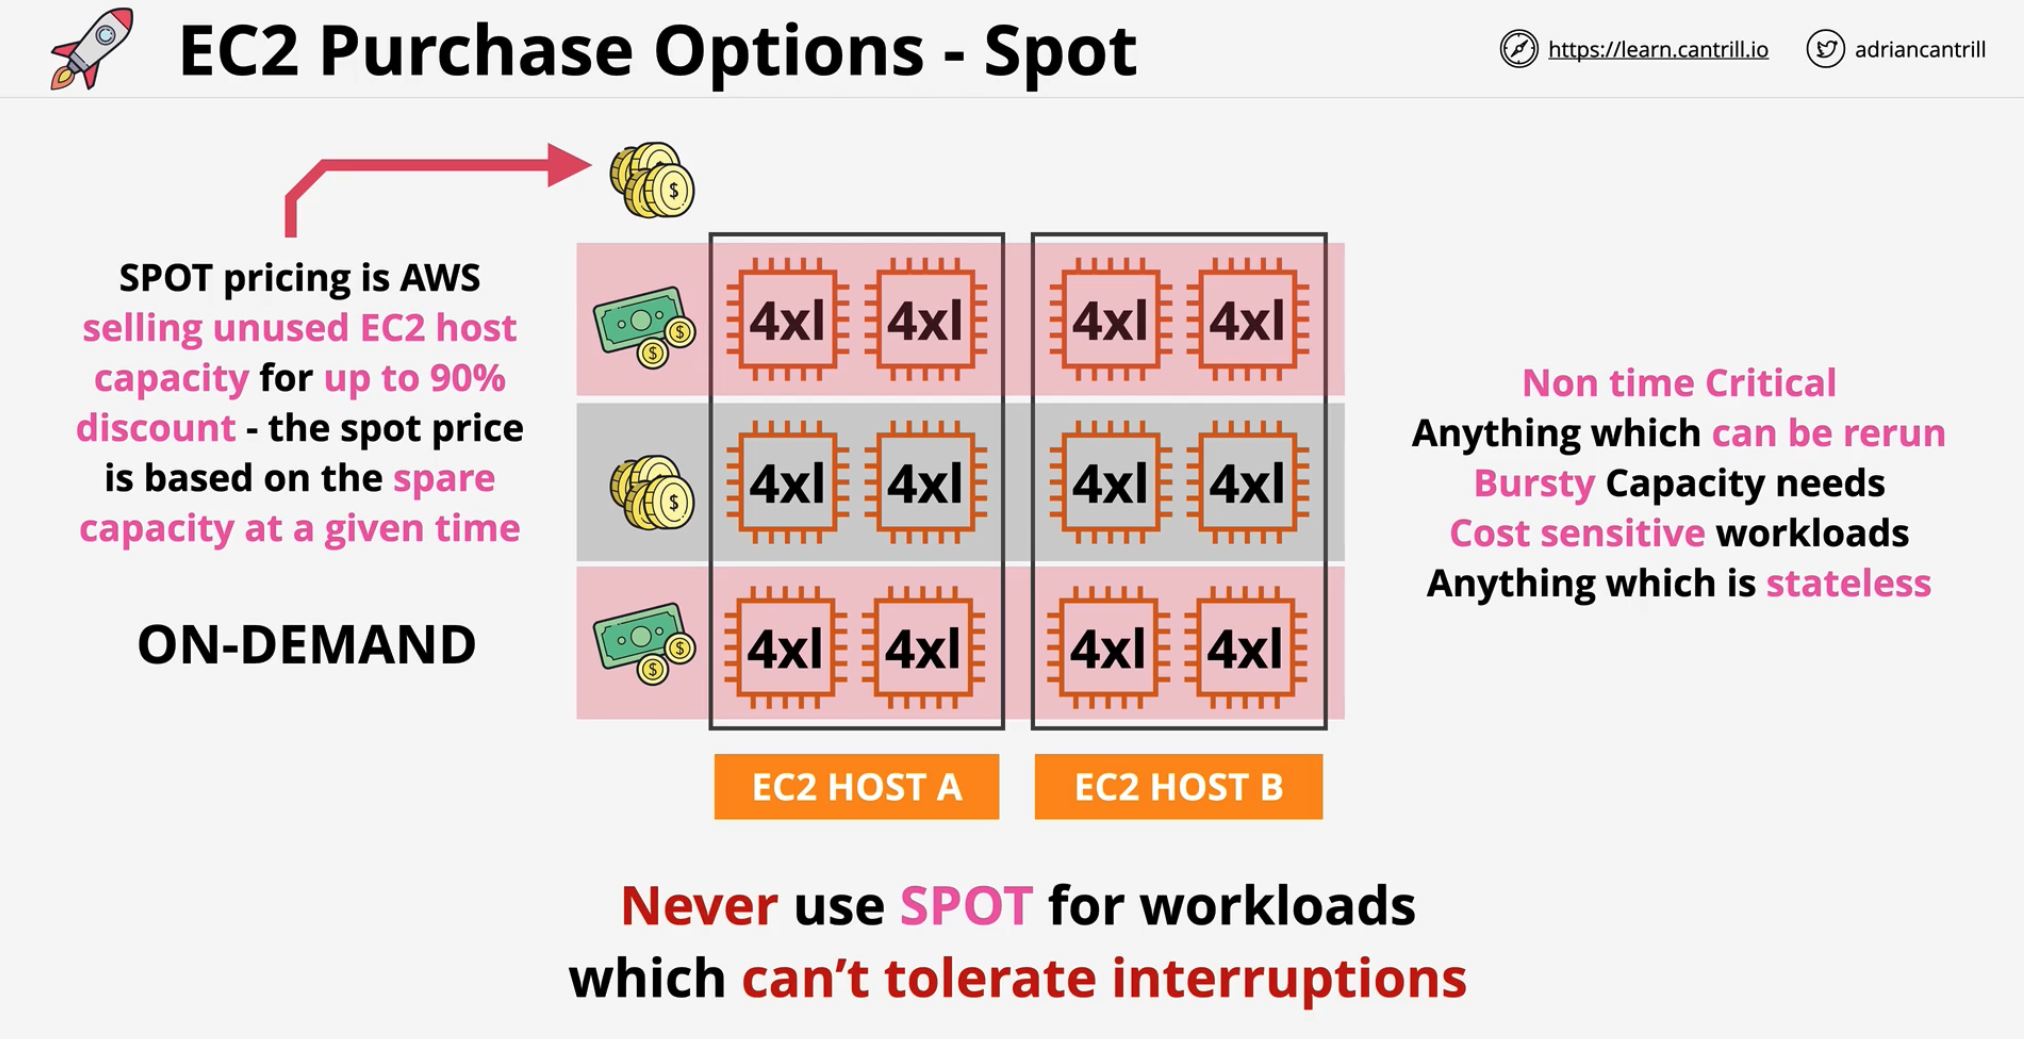 EC2 Purchase Options - Spot
https://learn.cantrill.io
adriancantrill
SPOT pricing is AWS
selling unused EC2 host
capacity for up to 90%
discount - the spot price
is based on the spare
capacity at a given time
ON-DEMAND
4xl 4xl 4xl 4xl
4xl 4xl 4xl 4xl
4xl 4xl 4xl 4xl
EC2 HOST A
EC2 HOST B
Non time Critical
Anything which can be rerun
Bursty Capacity needs
Cost sensitive workloads
Anything which is stateless
Never use SPOT for workloads
which can’t tolerate interruptions